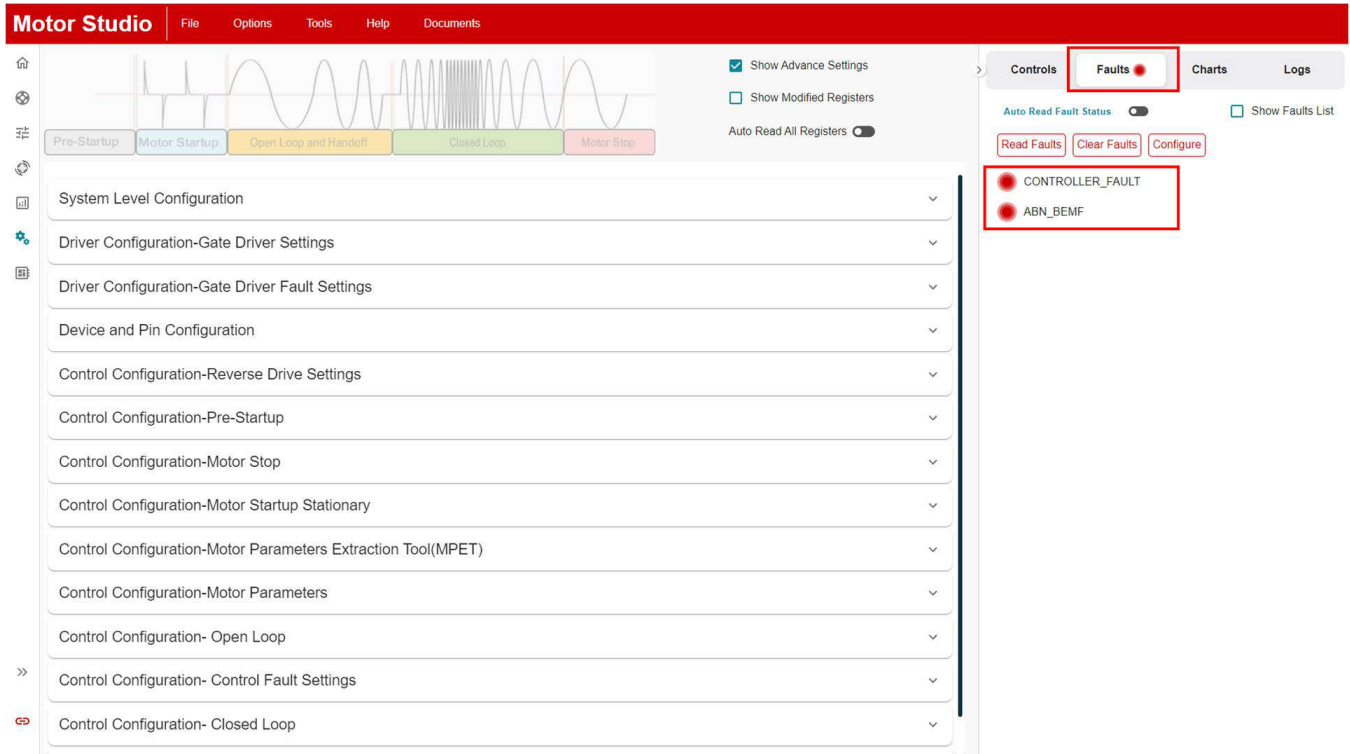 Motor Studio File Options Tools Help Documents
Show Advance Settings
Show Modified Registers
Auto Read All Registers
Pre-Startup Motor Startup Open Loop and Handoff Closed Loop Motor Stop
System Level Configuration
Driver Configuration-Gate Driver Settings
Driver Configuration-Gate Driver Fault Settings
Device and Pin Configuration
Control Configuration-Reverse Drive Settings
Control Configuration-Pre-Startup
Control Configuration-Motor Stop
Control Configuration-Motor Startup Stationary
Control Configuration-Motor Parameters Extraction Tool(MPET)
Control Configuration-Motor Parameters
Control Configuration- Open Loop
Control Configuration- Control Fault Settings
Control Configuration- Closed Loop
Controls Faults Charts Logs
Auto Read Fault Status Show Faults List
Read Faults Clear Faults Configure
CONTROLLER_FAULT
ABN_BEMF